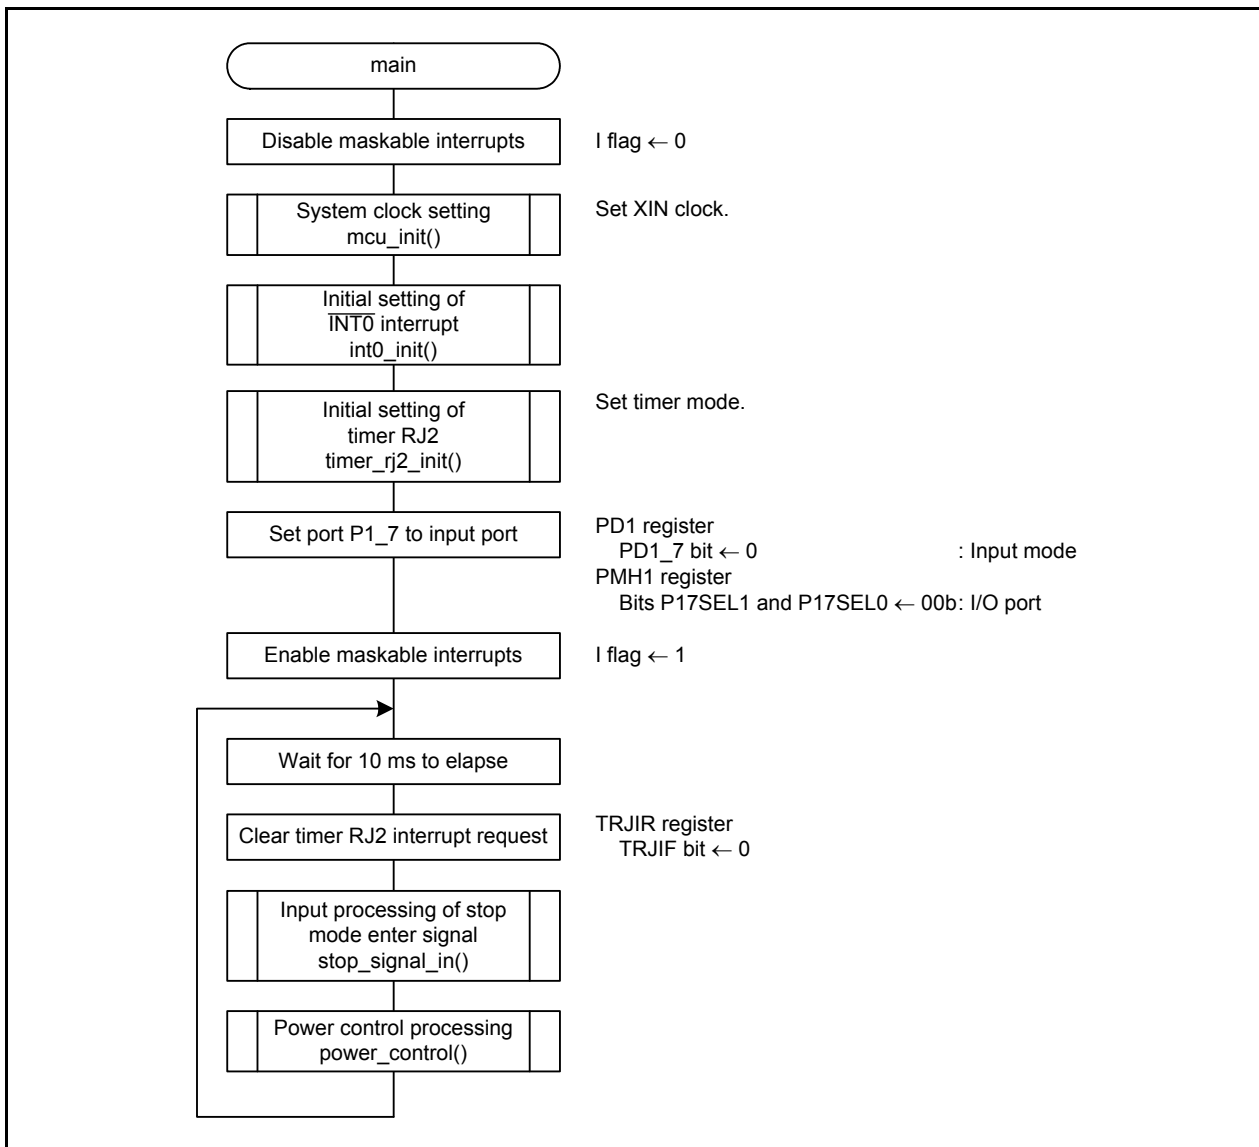 main
Disable maskable interrupts
I flag ← 0
System clock setting
mcu_init()
Set XIN clock.
Initial setting of
INT0 interrupt
int0_init()
Initial setting of
timer RJ2
timer_rj2_init()
Set timer mode.
Set port P1_7 to input port
PD1 register
PD1_7 bit ← 0 : Input mode
PMH1 register
Bits P17SEL1 and P17SEL0 ← 00b: I/O port
Enable maskable interrupts
I flag ← 1
Wait for 10 ms to elapse
Clear timer RJ2 interrupt request
TRJIR register
TRJIF bit ← 0
Input processing of stop
mode enter signal
stop_signal_in()
Power control processing
power_control()